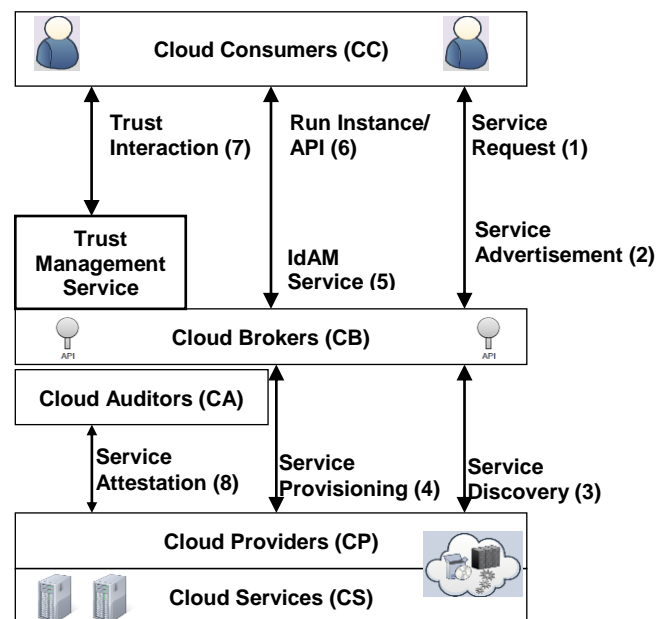 Cloud Consumers (CC)
Trust
Interaction (7)
Run Instance/
API (6)
Service
Request (1)
Trust
Management
Service
IdAM
Service (5)
Service
Advertisement (2)
API
Cloud Brokers (CB)
API
Cloud Auditors (CA)
Service
Attestation (8)
Service
Provisioning (4)
Service
Discovery (3)
Cloud Providers (CP)
Cloud Services (CS)